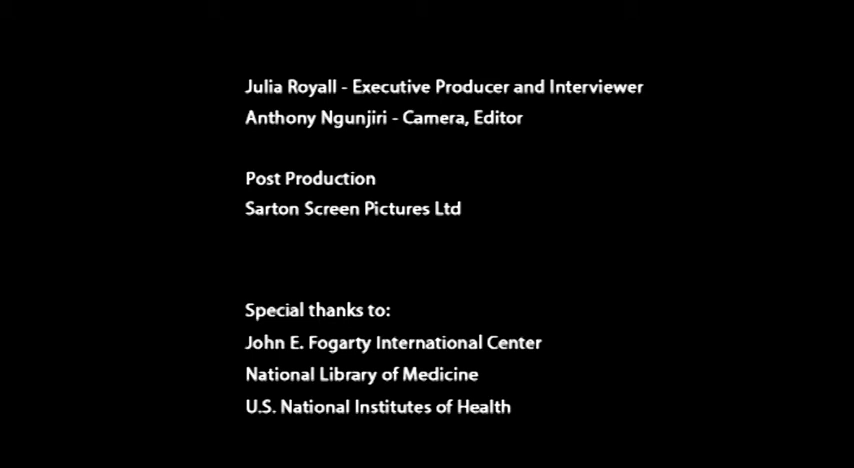 Julia Royall - Executive Producer and Interviewer
Anthony Ngunjiri - Camera, Editor
Post Production
Sarton Screen Pictures Ltd
Special thanks to:
John E. Fogarty International Center
National Library of Medicine
U.S. National Institutes of Health